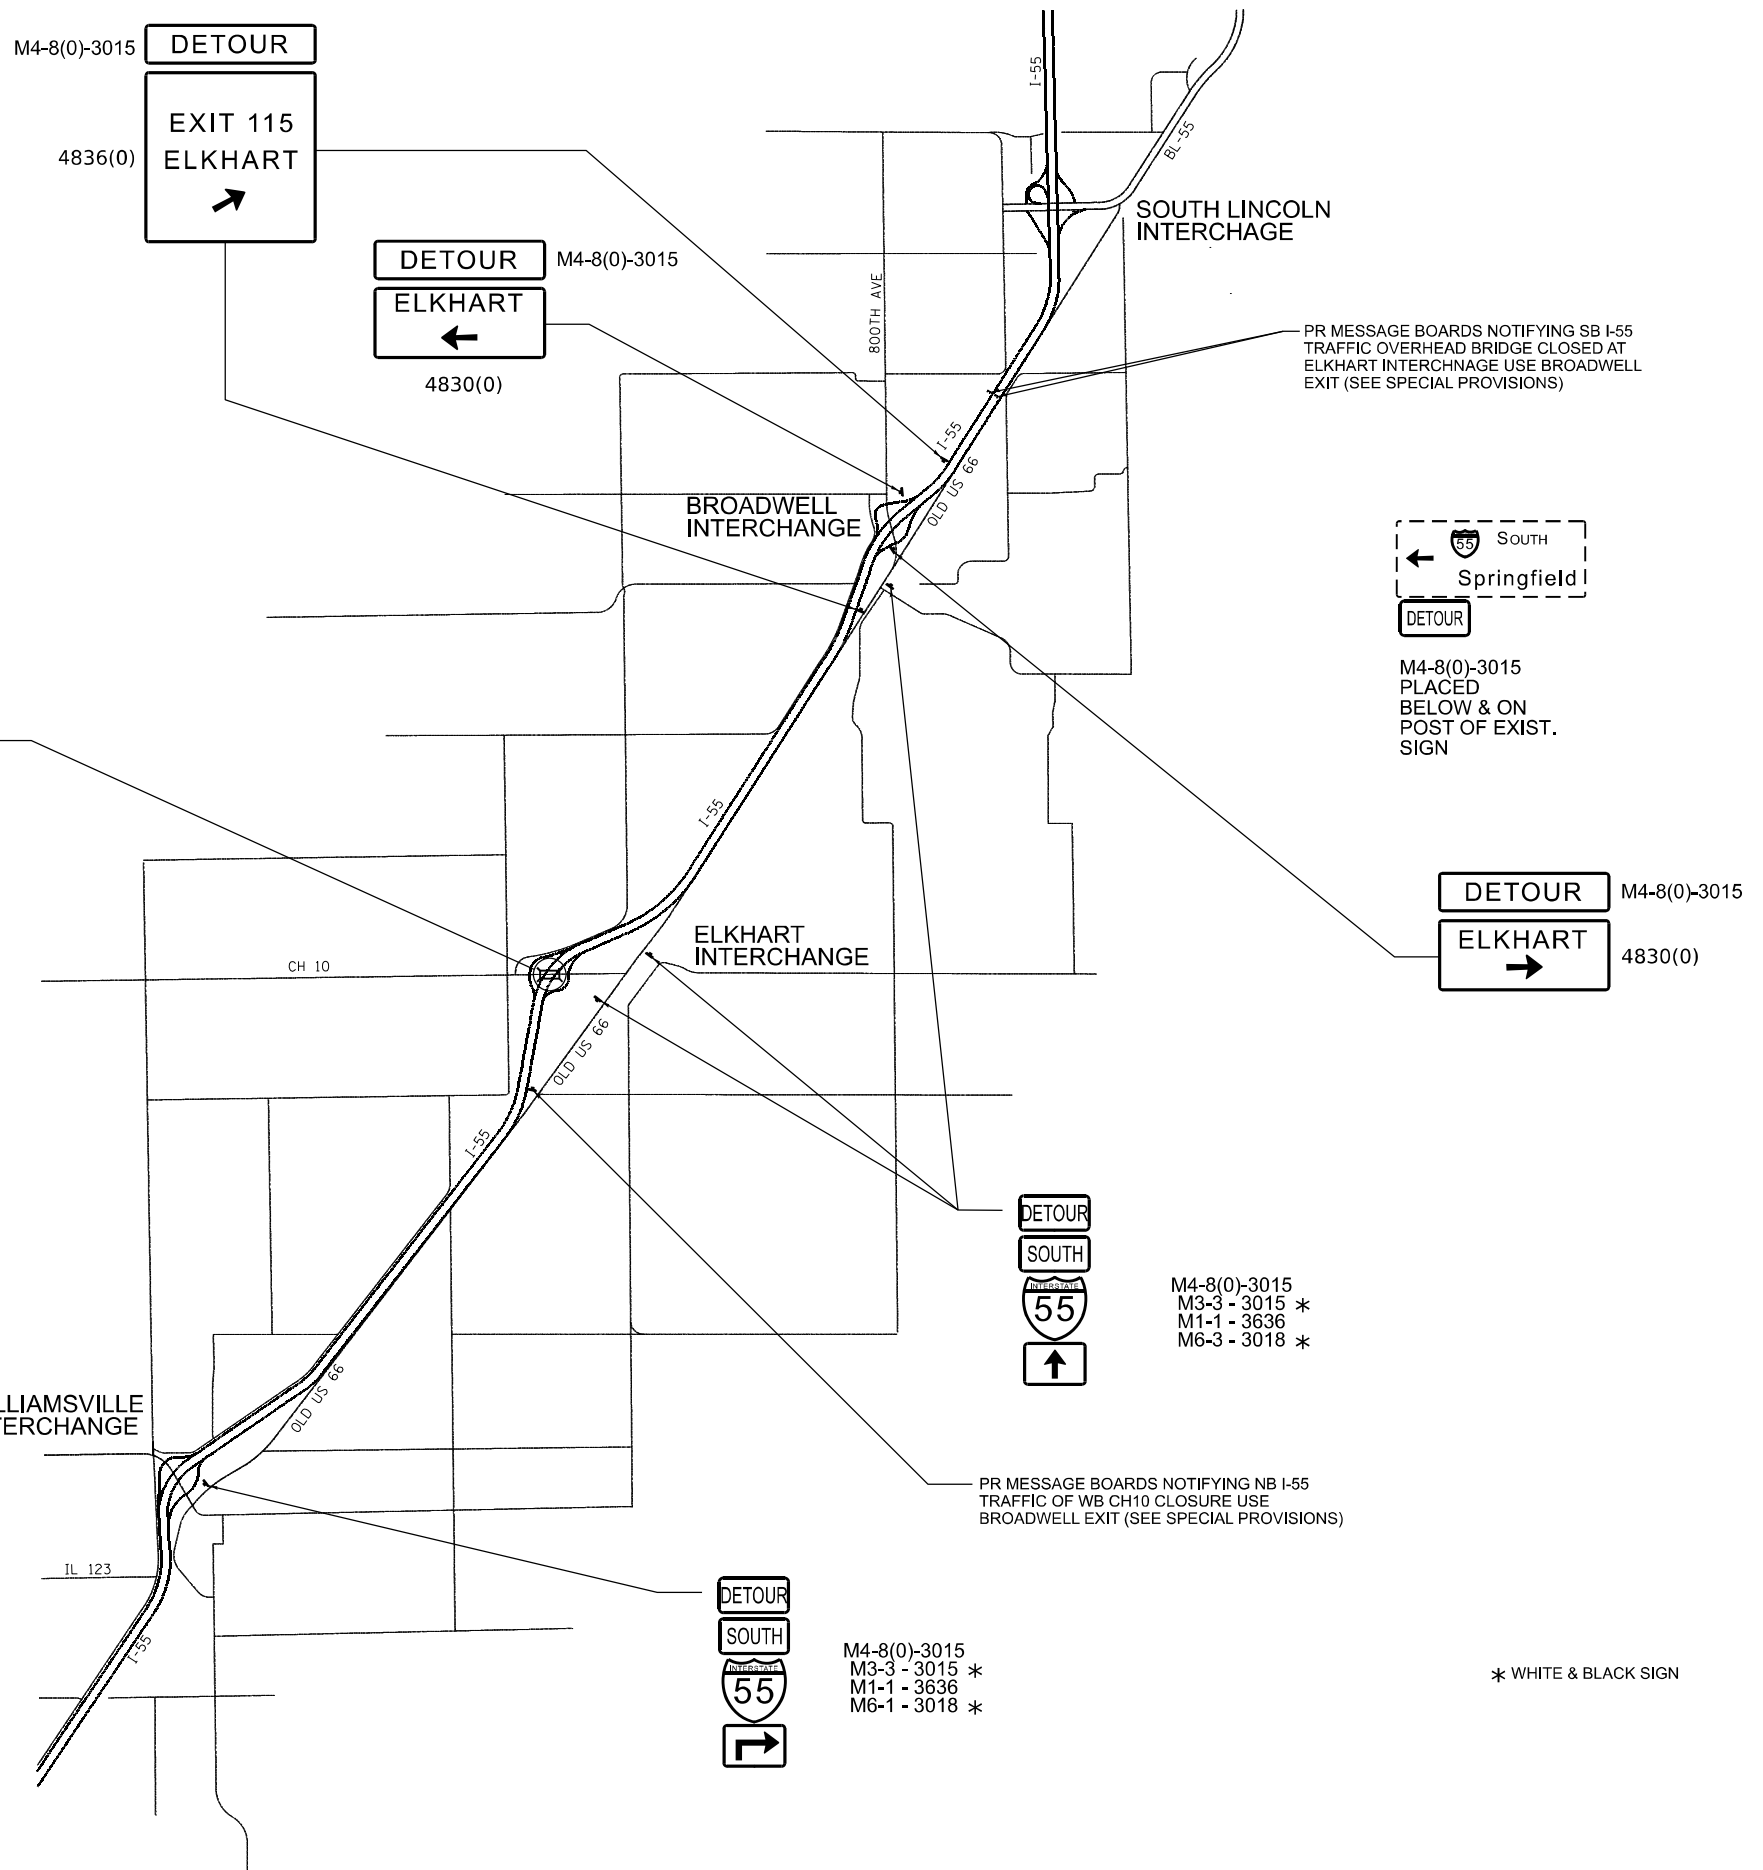 M4-8(0)-3015
DETOUR
EXIT 115
ELKHART
4836(0)
DETOUR
M4-8(0)-3015
ELKHART
4830(0)
I-55
BL-55
SOUTH LINCOLN
INTERCHAGE
800TH AVE
PR MESSAGE BOARDS NOTIFYING SB I-55
TRAFFIC OVERHEAD BRIDGE CLOSED AT
ELKHART INTERCHNAGE USE BROADWELL
EXIT (SEE SPECIAL PROVISIONS)
I-55
OLD US 66
BROADWELL
INTERCHANGE
55
SOUTH
Springfield
DETOUR
M4-8(0)-3015
PLACED
BELOW & ON
POST OF EXIST.
SIGN
I-55
DETOUR
M4-8(0)-3015
ELKHART
4830(0)
ELKHART
INTERCHANGE
CH 10
OLD US 66
I-55
DETOUR
SOUTH
INTERSTATE
55
M4-8(0)-3015
M3-3 - 3015 *
M1-1 - 3636
M6-3 - 3018 *
OLD US 66
LLIAMSVILLE
TERCHANGE
PR MESSAGE BOARDS NOTIFYING NB I-55
TRAFFIC OF WB CH10 CLOSURE USE
BROADWELL EXIT (SEE SPECIAL PROVISIONS)
IL 123
I-55
DETOUR
SOUTH
INTERSTATE
55
M4-8(0)-3015
M3-3 - 3015 *
M1-1 - 3636
M6-1 - 3018 *
* WHITE & BLACK SIGN